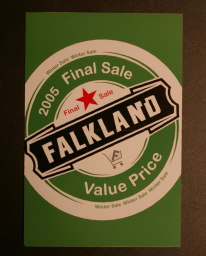 Winter Sale Winter Sale
2005 Final Sale
Final Sale
FALKLAND
Value Price
Winter Sale Winter Sale Winter Sale